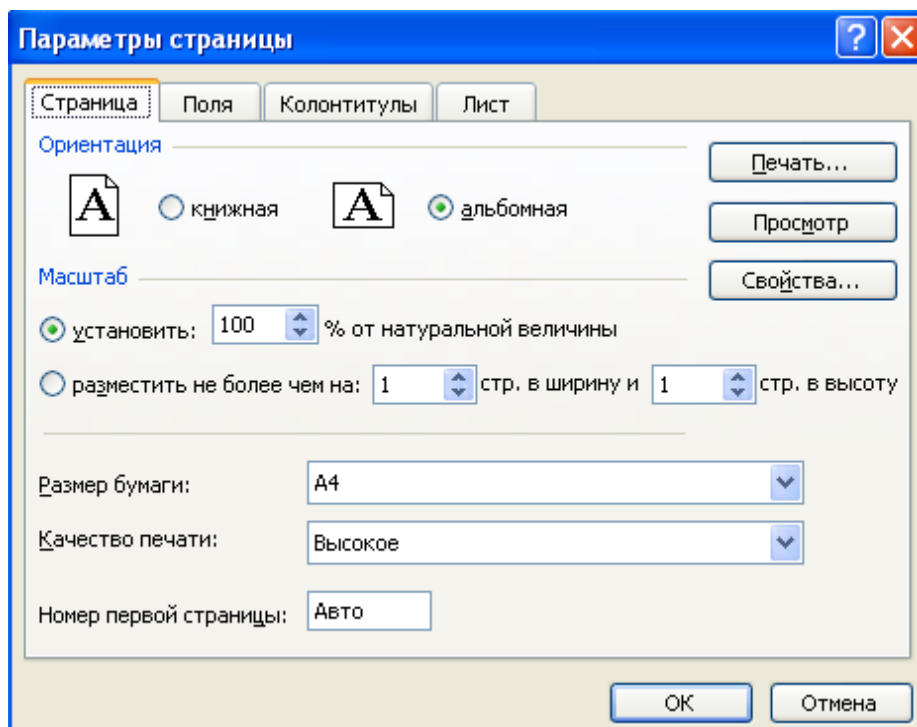 Параметры страницы
Страница Поля Колонтитулы Лист
Ориентация
Печать...
A книжная A альбомная
Просмотр
Масштаб
Свойства...
установить: 100 % от натуральной величины
разместить не более чем на: 1 стр. в ширину и 1 стр. в высоту
Размер бумаги: A4
Качество печати: Высокое
Номер первой страницы: Авто
ОК Отмена